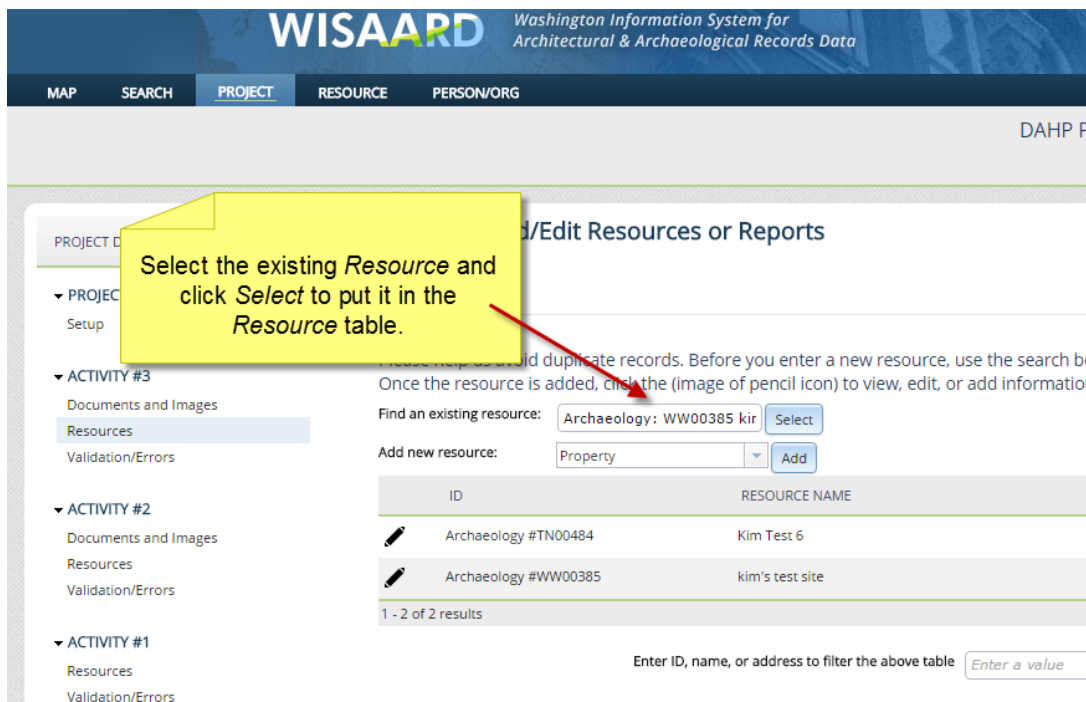 WISAARD
Washington Information System for
Architectural & Archaeological Records Data
MAP SEARCH PROJECT RESOURCE PERSON/ORG
DAHP
PROJECT
d/Edit Resources or Reports
Select the existing Resource and
click Select to put it in the
Resource table.
PROJEC
Setup
ACTIVITY #3
Documents and Images
Resources
Validation/Errors
ACTIVITY #2
Documents and Images
Resources
Validation/Errors
ACTIVITY #1
Resources
Validation/Errors
Please help us avoid duplicate records. Before you enter a new resource, use the search b
Once the resource is added, click the (image of pencil icon) to view, edit, or add informatio
Find an existing resource: Archaeology: WW00385 kir Select
Add new resource: Property Add
ID RESOURCE NAME
Archaeology #TN00484 Kim Test 6
Archaeology #WW00385 kim's test site
1 - 2 of 2 results
Enter ID, name, or address to filter the above table Enter a value